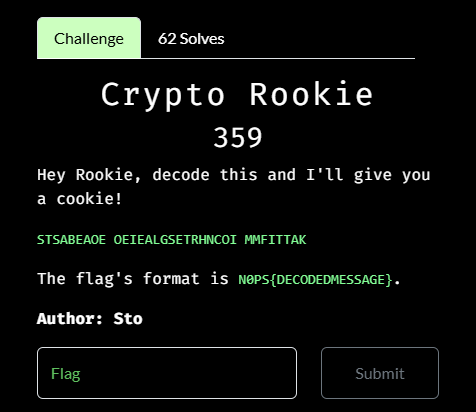 Challenge
62 Solves
Crypto Rookie
359
Hey Rookie, decode this and I'll give you
a cookie!
STSABEAOE OEIEALGSETRHNCOI MMFITTAK
The flag's format is N0PS{DECODEDMESSAGE}.
Author: Sto
Flag
Submit